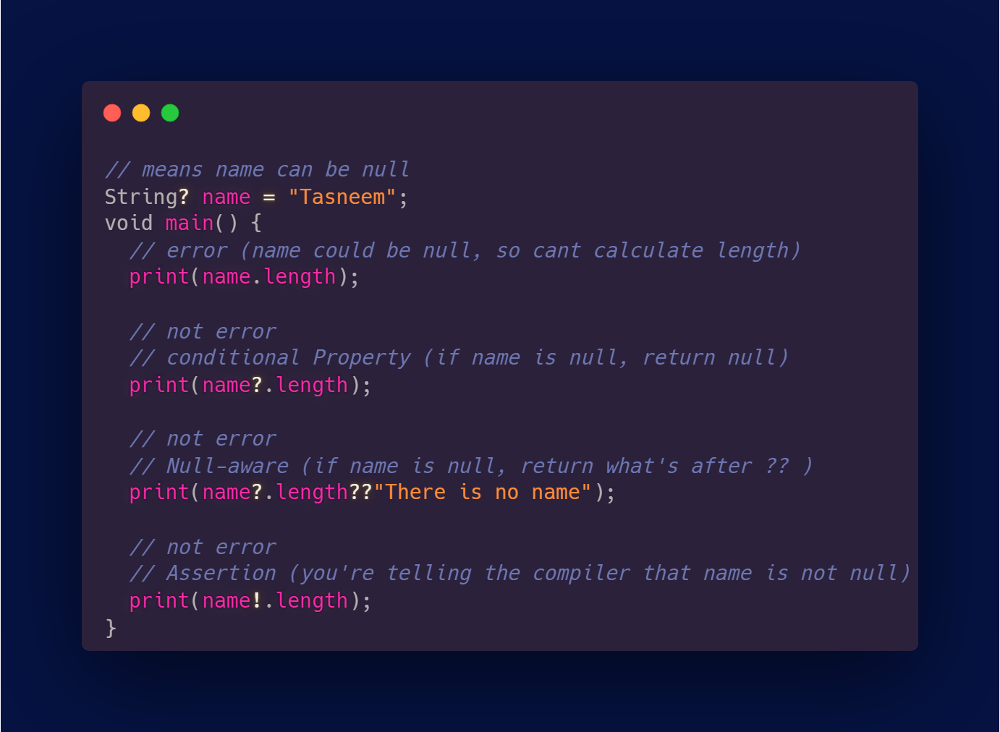 // means name can be null
String? name = "Tasneem";
void main() {
  // error (name could be null, so cant calculate length)
  print(name.length);

  // not error
  // conditional Property (if name is null, return null)
  print(name?.length);

  // not error
  // Null-aware (if name is null, return what's after ?? )
  print(name?.length??"There is no name");

  // not error
  // Assertion (you're telling the compiler that name is not null)
  print(name!.length);
}